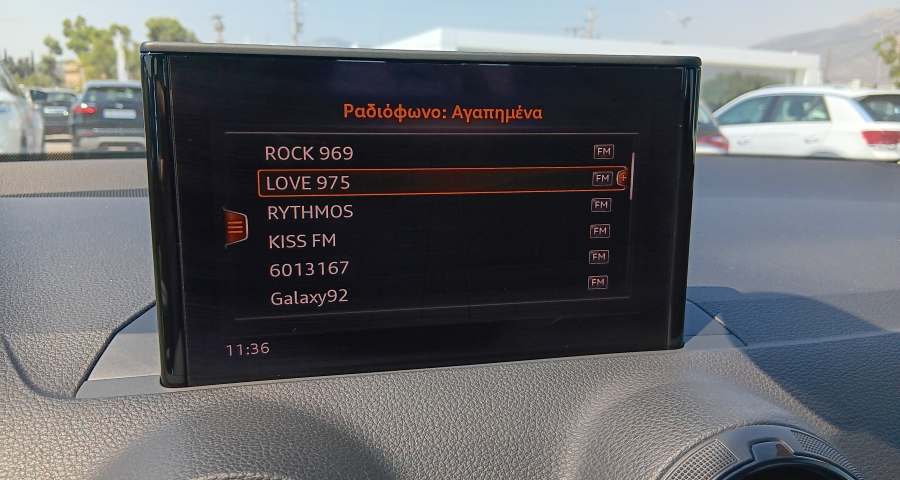 Ραδιόφωνο: Αγαπημένα
ROCK 969 FM
LOVE 975 FM
RYTHMOS FM
KISS FM FM
6013167 FM
Galaxy92 FM
11:36